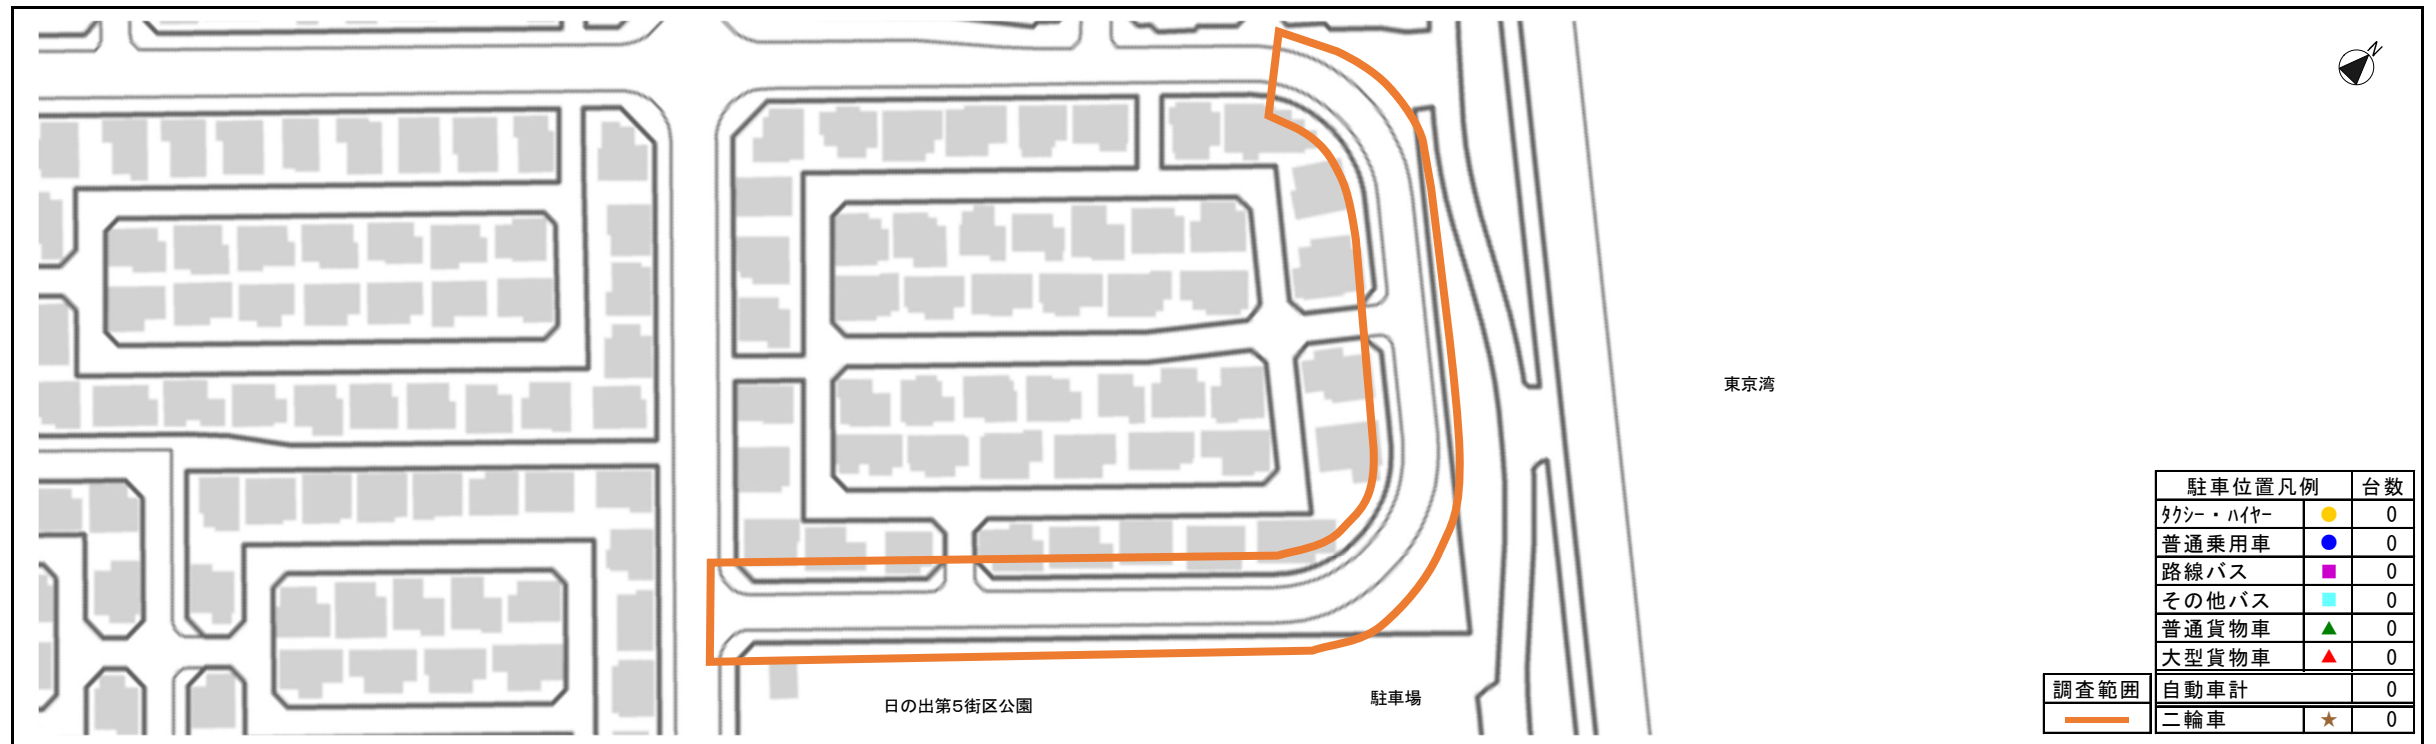 N
東京湾
日の出第5街区公園
駐車場
駐車位置凡例 台数
ﾀｸｼｰ・ﾊｲﾔｰ 0
普通乗用車 0
路線バス 0
その他バス 0
普通貨物車 0
大型貨物車 0
調査範囲 自動車計 0
二輪車 0